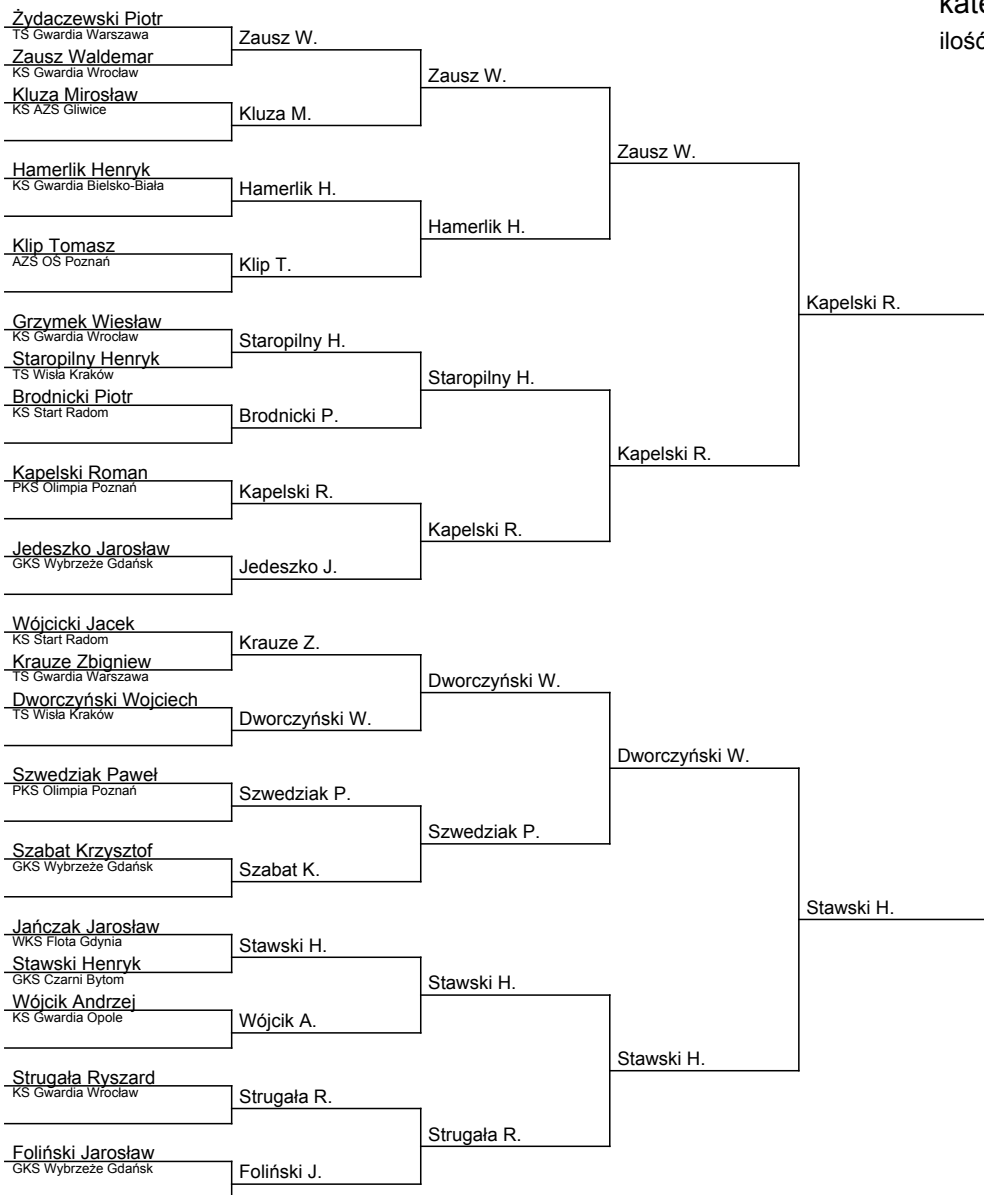 kate
ilość
Żydaczewski Piotr
TS Gwardia Warszawa
Zausz Waldemar
KS Gwardia Wrocław
Kluza Mirosław
KS AZS Gliwice
Hamerlik Henryk
KS Gwardia Bielsko-Biała
Klip Tomasz
AZS OŚ Poznań
Grzymek Wiesław
KS Gwardia Wrocław
Staropilny Henryk
TS Wisła Kraków
Brodnicki Piotr
KS Start Radom
Kapelski Roman
PKS Olimpia Poznań
Jedeszko Jarosław
GKS Wybrzeże Gdańsk
Wójcicki Jacek
KS Start Radom
Krauze Zbigniew
TS Gwardia Warszawa
Dworczyński Wojciech
TS Wisła Kraków
Szwedziak Paweł
PKS Olimpia Poznań
Szabat Krzysztof
GKS Wybrzeże Gdańsk
Jańczak Jarosław
WKS Flota Gdynia
Stawski Henryk
GKS Czarni Bytom
Wójcik Andrzej
KS Gwardia Opole
Strugała Ryszard
KS Gwardia Wrocław
Foliński Jarosław
GKS Wybrzeże Gdańsk
Zausz W.
Kluza M.
Hamerlik H.
Klip T.
Staropilny H.
Brodnicki P.
Kapelski R.
Jedeszko J.
Krauze Z.
Dworczyński W.
Szwedziak P.
Szabat K.
Stawski H.
Wójcik A.
Strugała R.
Foliński J.
Zausz W.
Hamerlik H.
Staropilny H.
Kapelski R.
Dworczyński W.
Szwedziak P.
Stawski H.
Strugała R.
Zausz W.
Kapelski R.
Dworczyński W.
Stawski H.
Kapelski R.
Stawski H.